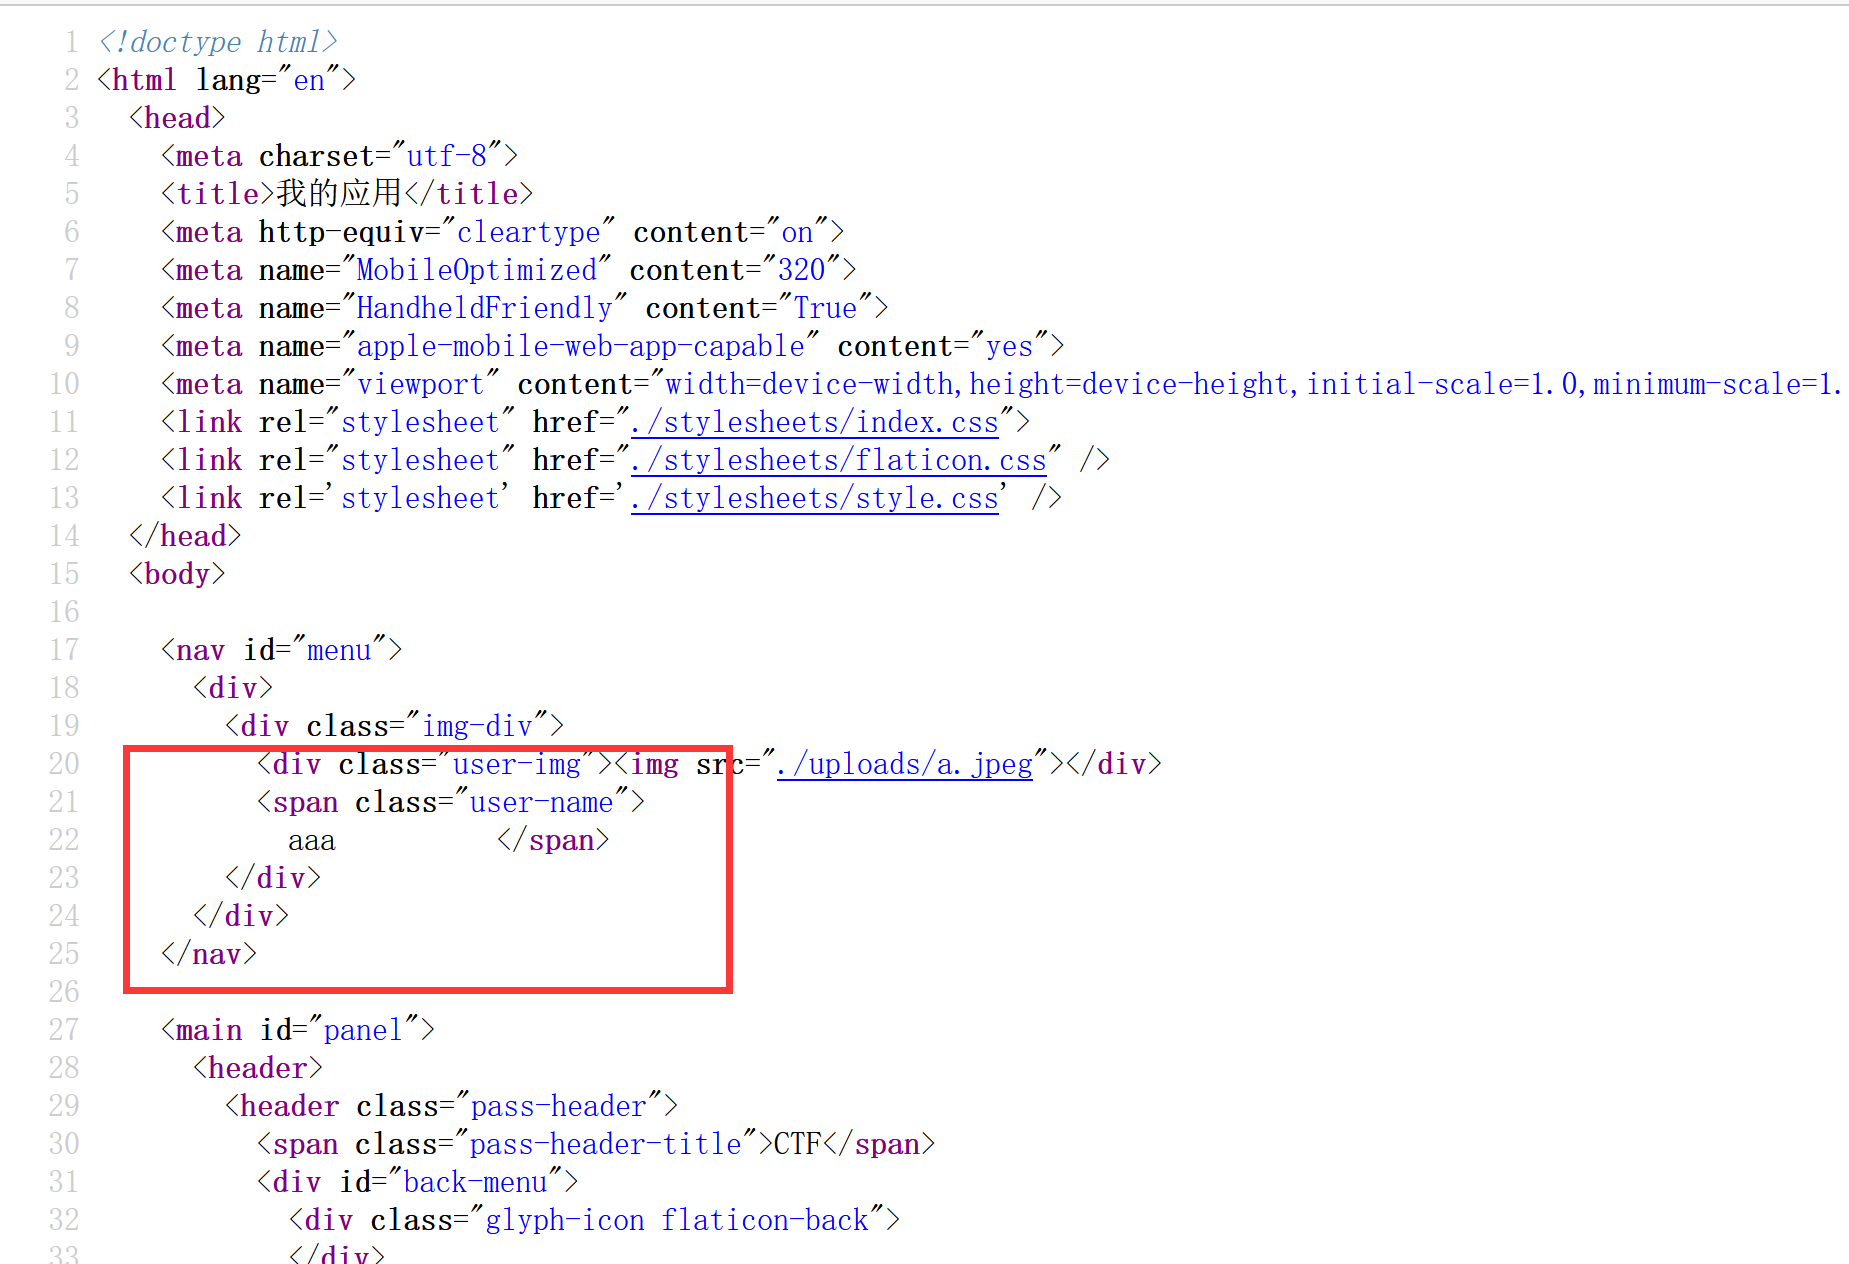 1 <!doctype html>
2 <html lang="en">
3 <head>
4 <meta charset="utf-8">
5 <title>我的应用</title>
6 <meta http-equiv="cleartype" content="on">
7 <meta name="MobileOptimized" content="320">
8 <meta name="HandheldFriendly" content="True">
9 <meta name="apple-mobile-web-app-capable" content="yes">
10 <meta name="viewport" content="width=device-width,height=device-height,initial-scale=1.0,minimum-scale=1.
11 <link rel="stylesheet" href="./stylesheets/index.css">
12 <link rel="stylesheet" href="./stylesheets/flaticon.css" />
13 <link rel='stylesheet' href='./stylesheets/style.css' />
14 </head>
15 <body>
16
17 <nav id="menu">
18 <div>
19 <div class="img-div">
20 <div class="user-img"><img src="./uploads/a.jpeg"></div>
21 <span class="user-name">
22 aaa </span>
23 </div>
24 </div>
25 </nav>
26
27 <main id="panel">
28 <header>
29 <header class="pass-header">
30 <span class="pass-header-title">CTF</span>
31 <div id="back-menu">
32 <div class="glyph-icon flaticon-back">
33 </div>